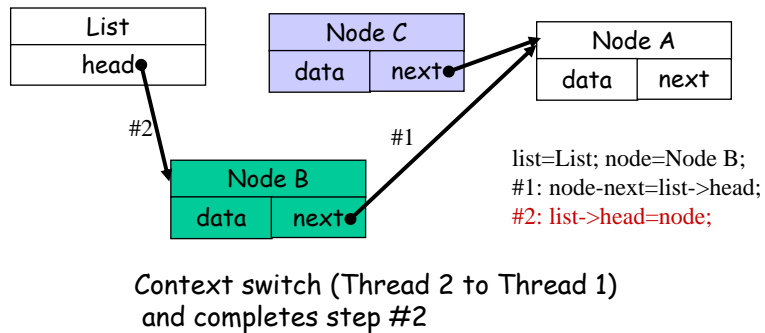 List
head
Node C
data next
Node A
data next
#2
#1
Node B
data next
list=List; node=Node B;
#1: node-next=list->head;
#2: list->head=node;
Context switch (Thread 2 to Thread 1)
and completes step #2